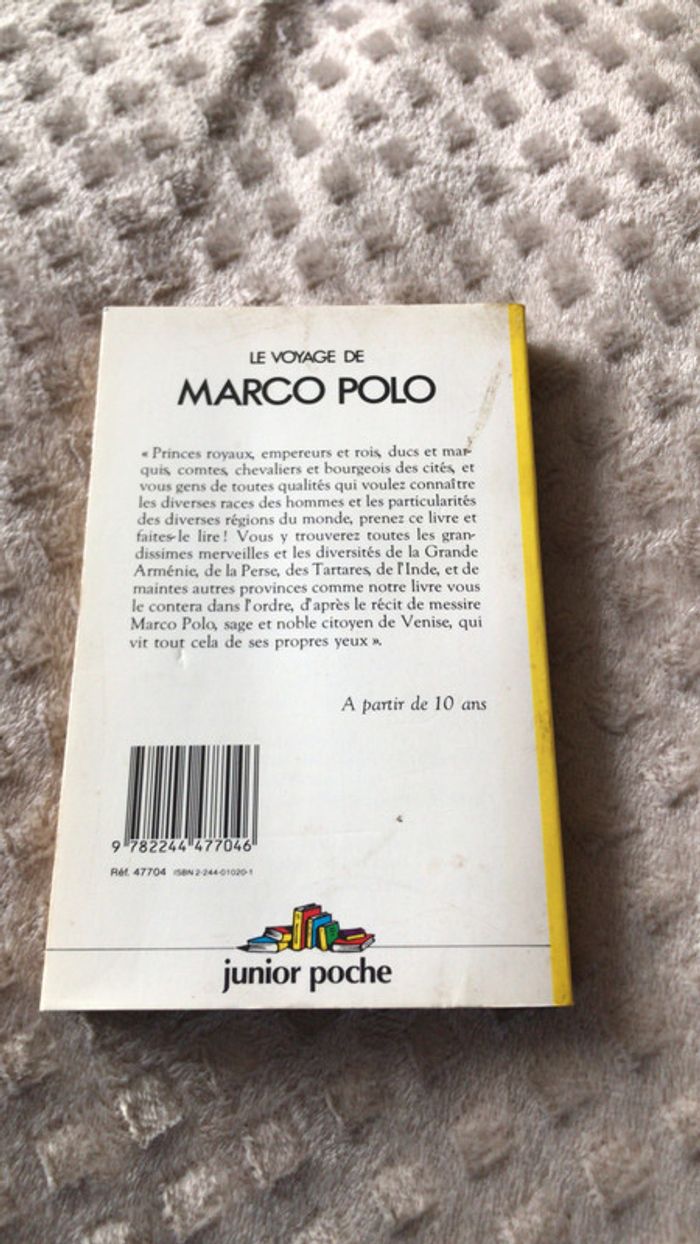 LE VOYAGE DE
MARCO POLO
« Princes royaux, empereurs et rois, ducs et mar-
quis, comtes, chevaliers et bourgeois des cités, et
vous gens de toutes qualités qui voulez connaître
les diverses races des hommes et les particularités
des diverses régions du monde, prenez ce livre et
faites-le lire ! Vous y trouverez toutes les gran-
dissimes merveilles et les diversités de la Grande
Arménie, de la Perse, des Tartares, de l'Inde, et de
maintes autres provinces comme notre livre vous
le contera dans l'ordre, d'après le récit de messire
Marco Polo, sage et noble citoyen de Venise, qui
vit tout cela de ses propres yeux ».
A partir de 10 ans
9 782244 477046
Réf. 47704 ISBN 2-244-01020-1
junior poche